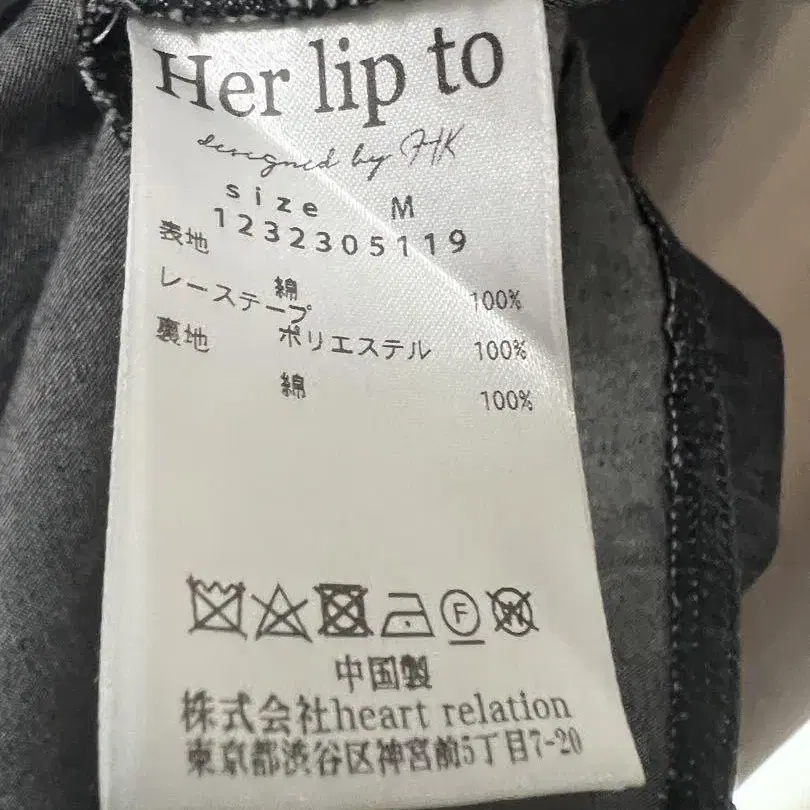 Her lip to
designed by HK
size M
1232305119
表地
綿 100%
レーステープ
ポリエステル 100%
裏地
綿 100%
F W
中国製
株式会社heart relation
東京都渋谷区神宮前5丁目7-20